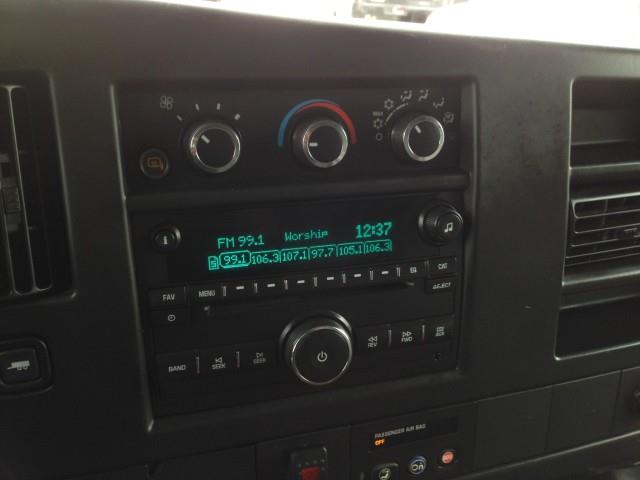 FM 99.1 Worship 12:37
99.1 106.3 107.1 97.7 105.1 106.3
FAV MENU EQ CAT
EJECT
BAND SEEK SEEK REV FWD
PASSENGER AIR BAG
OFF